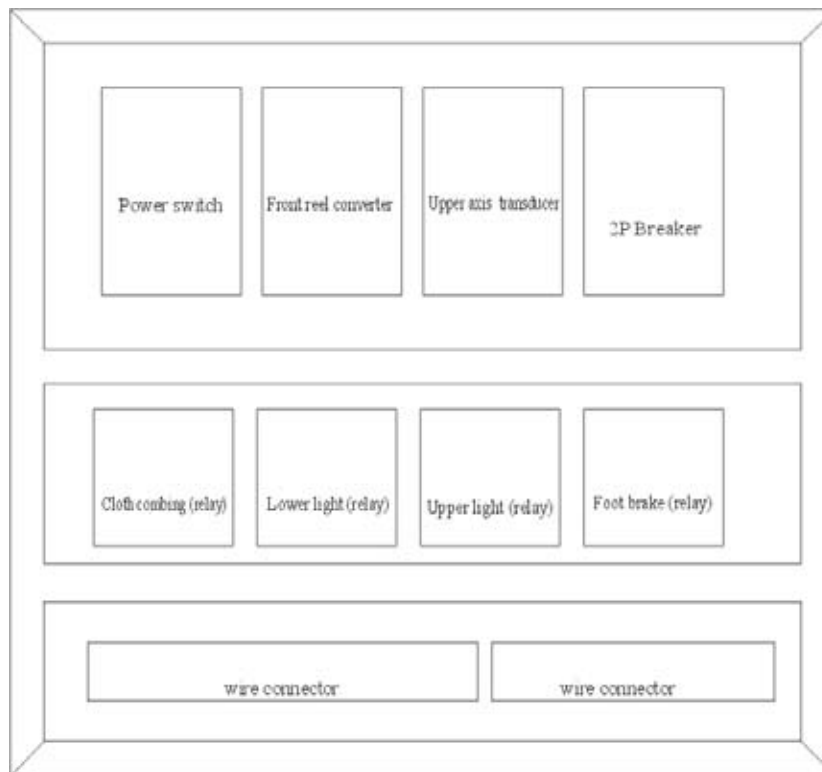 Power switch
Front reel converter
Upper axis transducer
2P Breaker
Cloth combing (relay)
Lower light (relay)
Upper light (relay)
Foot brake (relay)
wire connector
wire connector